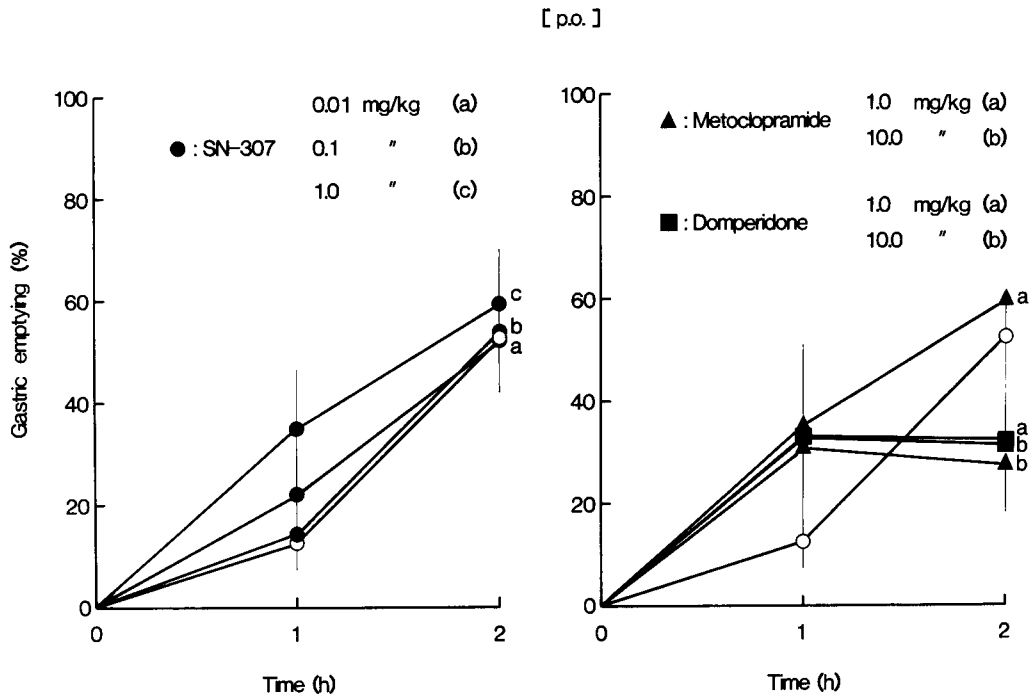 [ p.o. ]
0.01 mg/kg (a)
● : SN-307 0.1 〃 (b)
1.0 〃 (c)
100
80
60
40
20
0
Gastric emptying (%)
c
b
a
0 1 2
Time (h)
▲ : Metoclopramide 1.0 mg/kg (a)
10.0 〃 (b)
■ : Domperidone 1.0 mg/kg (a)
10.0 〃 (b)
100
80
60
40
20
0
a
a
b
b
0 1 2
Time (h)